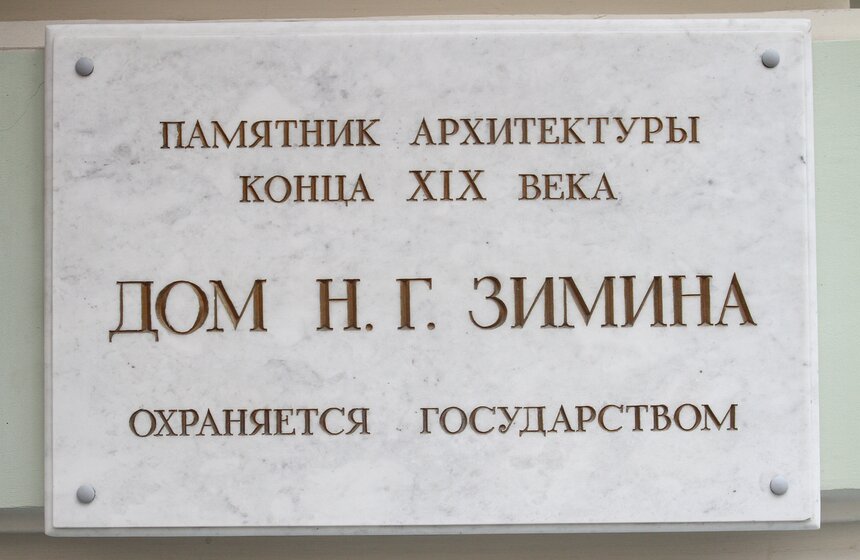 ПАМЯТНИК АРХИТЕКТУРЫ
КОНЦА XIX ВЕКА
ДОМ Н. Г. ЗИМИНА
ОХРАНЯЕТСЯ ГОСУДАРСТВОМ